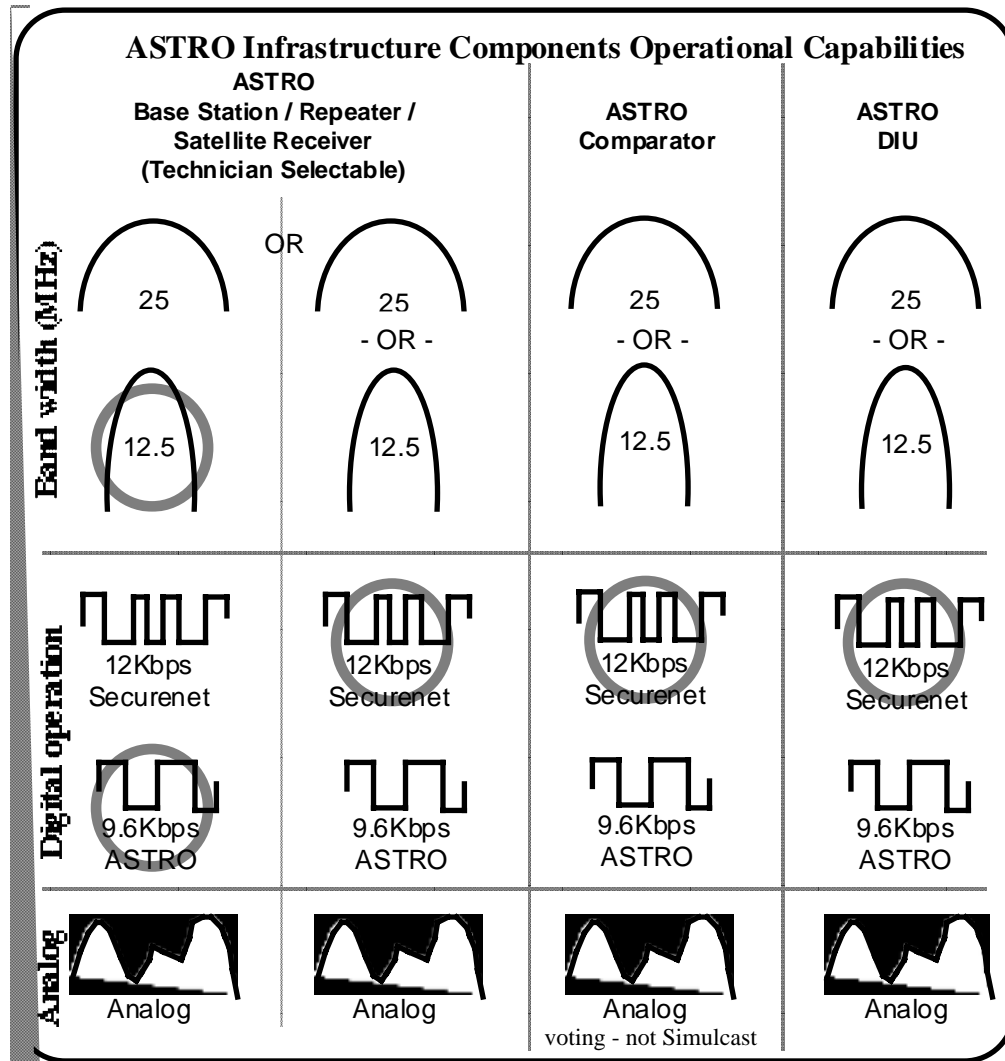 ASTRO Infrastructure Components Operational Capabilities
ASTRO
Base Station / Repeater /
Satellite Receiver
(Technician Selectable)
ASTRO
Comparator
ASTRO
DIU
Band width (MHz)
OR
25
25
25
25
- OR -
- OR -
- OR -
12.5
12.5
12.5
12.5
Digital operation
12Kbps
Securenet
12Kbps
Securenet
12Kbps
Securenet
12Kbps
Securenet
9.6Kbps
ASTRO
9.6Kbps
ASTRO
9.6Kbps
ASTRO
9.6Kbps
ASTRO
Analog
Analog
Analog
Analog
voting - not Simulcast
Analog